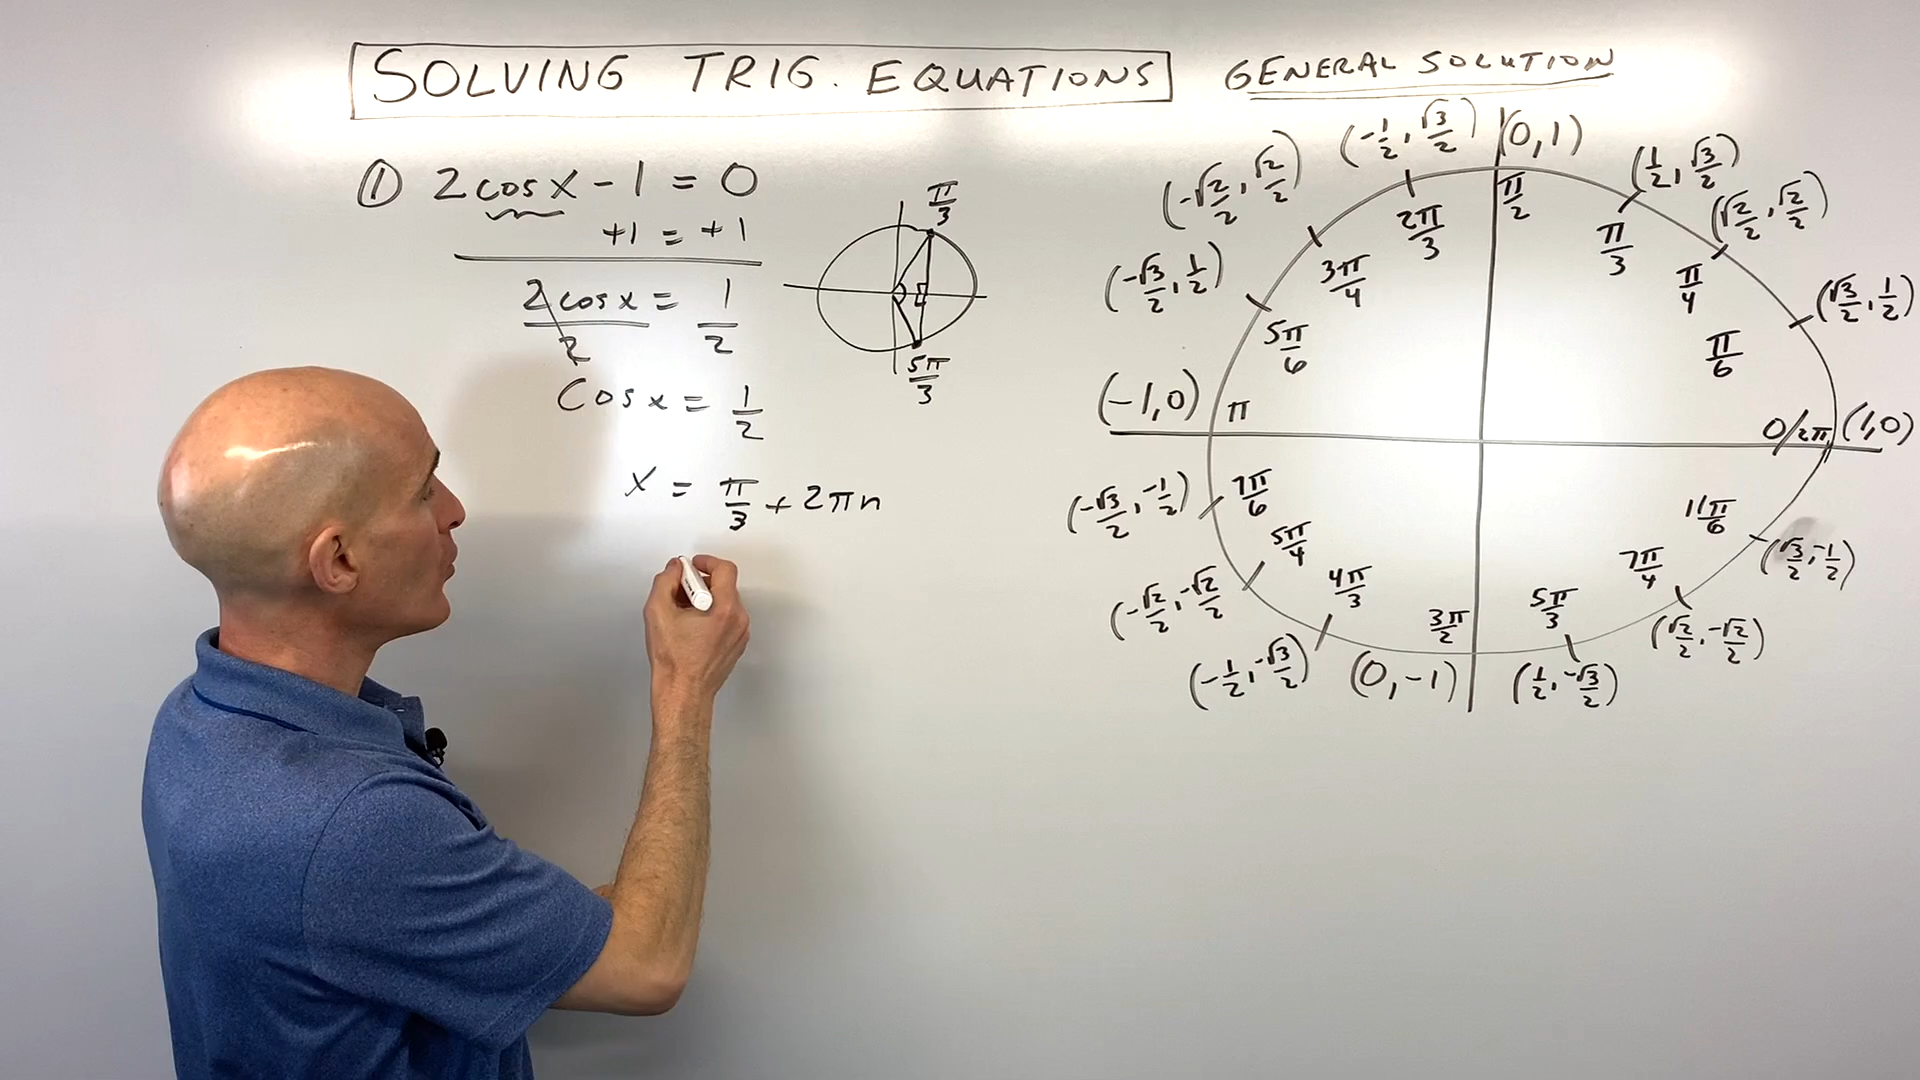 SOLVING TRIG. EQUATIONS
GENERAL SOLUTION
① 2cosx - 1 = 0
+1 = +1
2cosx/2 = 1/2
Cosx = 1/2
x = π/3 + 2πn
π/3
5π/3
(0,1)
π/2
(1/2, √3/2)
π/3
(√2/2, √2/2)
π/4
(√3/2, 1/2)
π/6
0/2π (1,0)
(-1/2, √3/2)
2π/3
(-√2/2, √2/2)
3π/4
(-√3/2, 1/2)
5π/6
(-1,0) π
(-√3/2, -1/2)
7π/6
(-√2/2, -√2/2)
5π/4
(-1/2, -√3/2)
4π/3
(0,-1)
3π/2
(1/2, -√3/2)
5π/3
(√2/2, -√2/2)
7π/4
(√3/2, -1/2)
11π/6